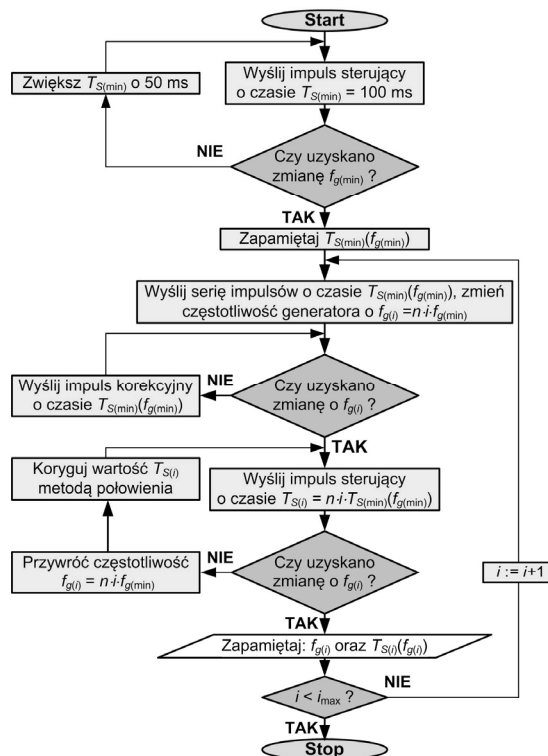 Start
Zwiększ T_S(min) o 50 ms
Wyślij impuls sterujący
o czasie T_S(min) = 100 ms
NIE
Czy uzyskano
zmianę f_g(min) ?
TAK
Zapamiętaj T_S(min)(f_g(min))
Wyślij serię impulsów o czasie T_S(min)(f_g(min)), zmień
częstotliwość generatora o f_g(i) =n·i·f_g(min)
Wyślij impuls korekcyjny
o czasie T_S(min)(f_g(min))
NIE
Czy uzyskano
zmianę o f_g(i) ?
TAK
Koryguj wartość T_S(i)
metodą połowienia
Wyślij impuls sterujący
o czasie T_S(i) = n·i·T_S(min)(f_g(min))
Przywróć częstotliwość
f_g(i) = n·i·f_g(min)
NIE
Czy uzyskano
zmianę o f_g(i) ?
i := i+1
TAK
Zapamiętaj: f_g(i) oraz T_S(i)(f_g(i))
i < i_max ?
NIE
TAK
Stop